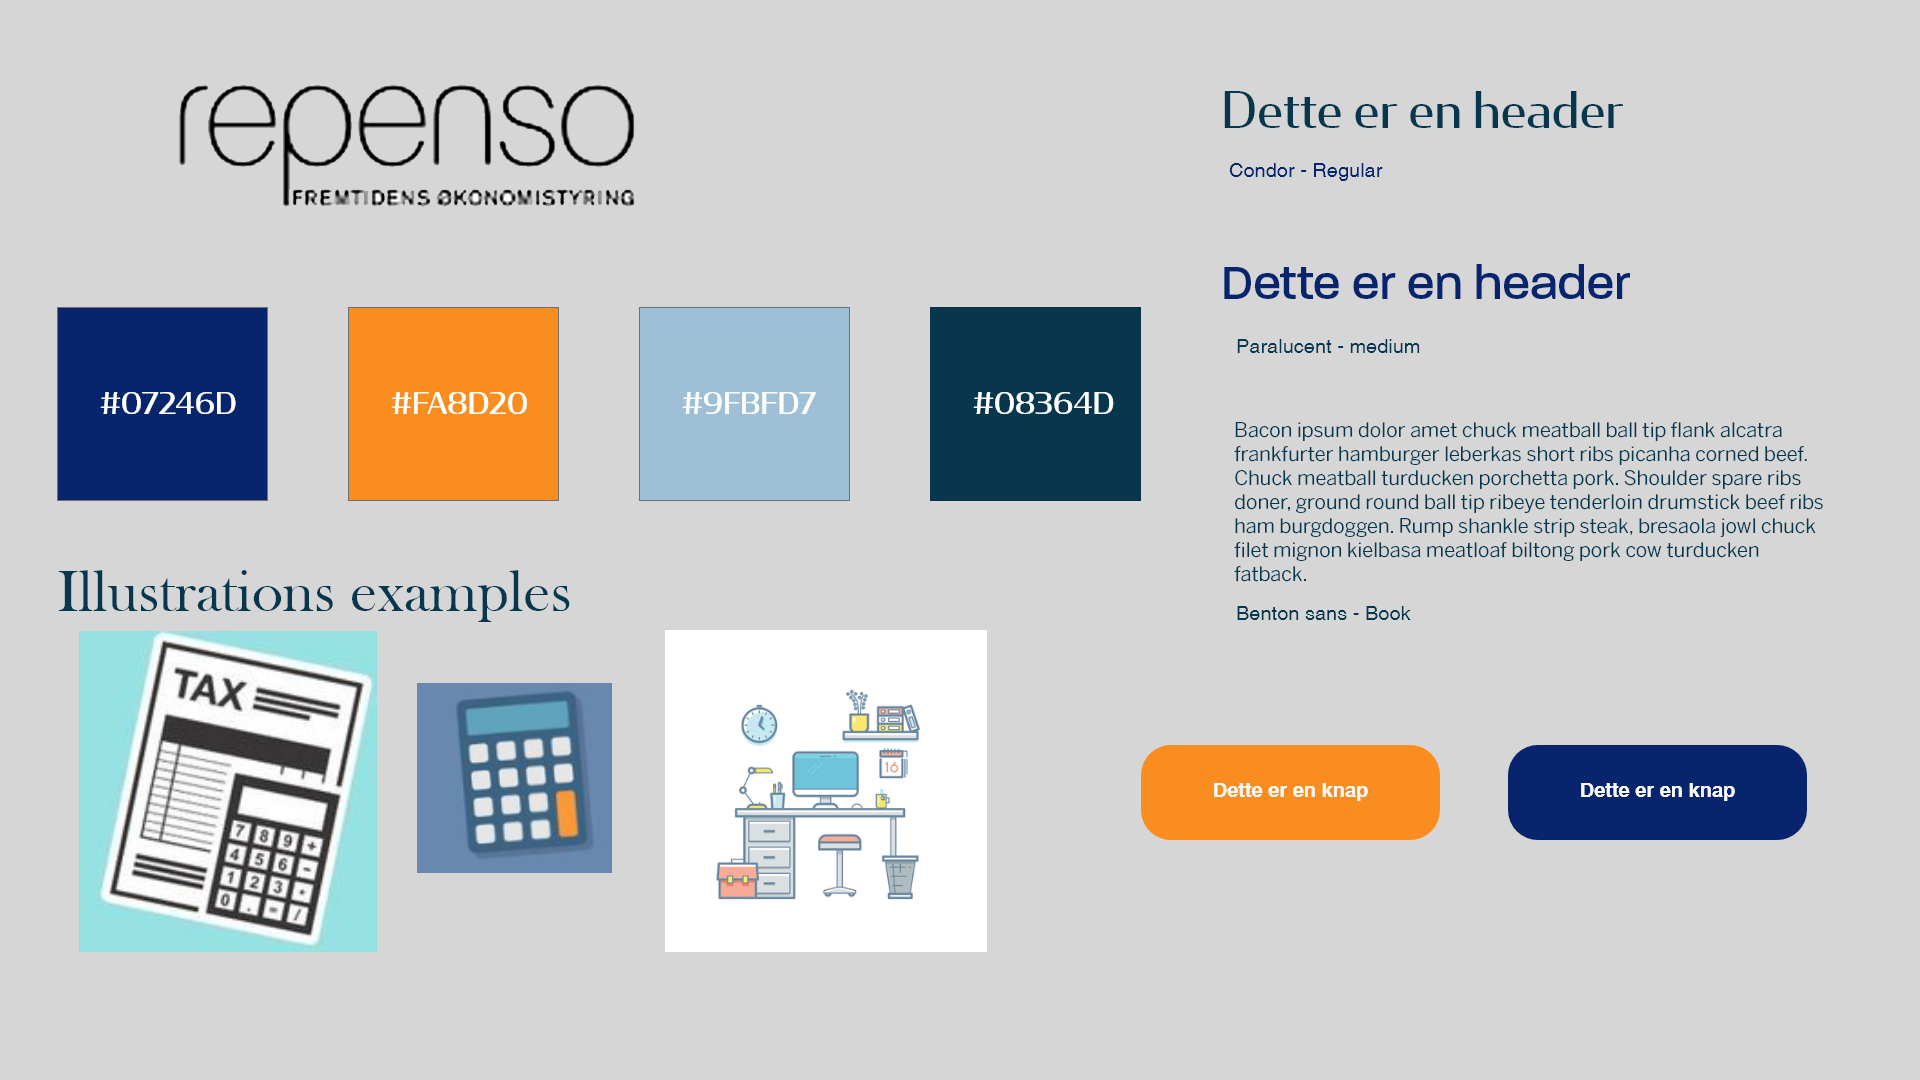 repenso
FREMTIDENS ØKONOMISTYRING
#07246D
#FA8D20
#9FBFD7
#08364D
Illustrations examples
TAX
7 8 9 +
4 5 6 -
1 2 3 •
0 . = /
16
Dette er en header
Condor - Regular
Dette er en header
Paralucent - medium
Bacon ipsum dolor amet chuck meatball ball tip flank alcatra
frankfurter hamburger leberkas short ribs picanha corned beef.
Chuck meatball turducken porchetta pork. Shoulder spare ribs
doner, ground round ball tip ribeye tenderloin drumstick beef ribs
ham burgdoggen. Rump shankle strip steak, bresaola jowl chuck
filet mignon kielbasa meatloaf biltong pork cow turducken
fatback.
Benton sans - Book
Dette er en knap
Dette er en knap